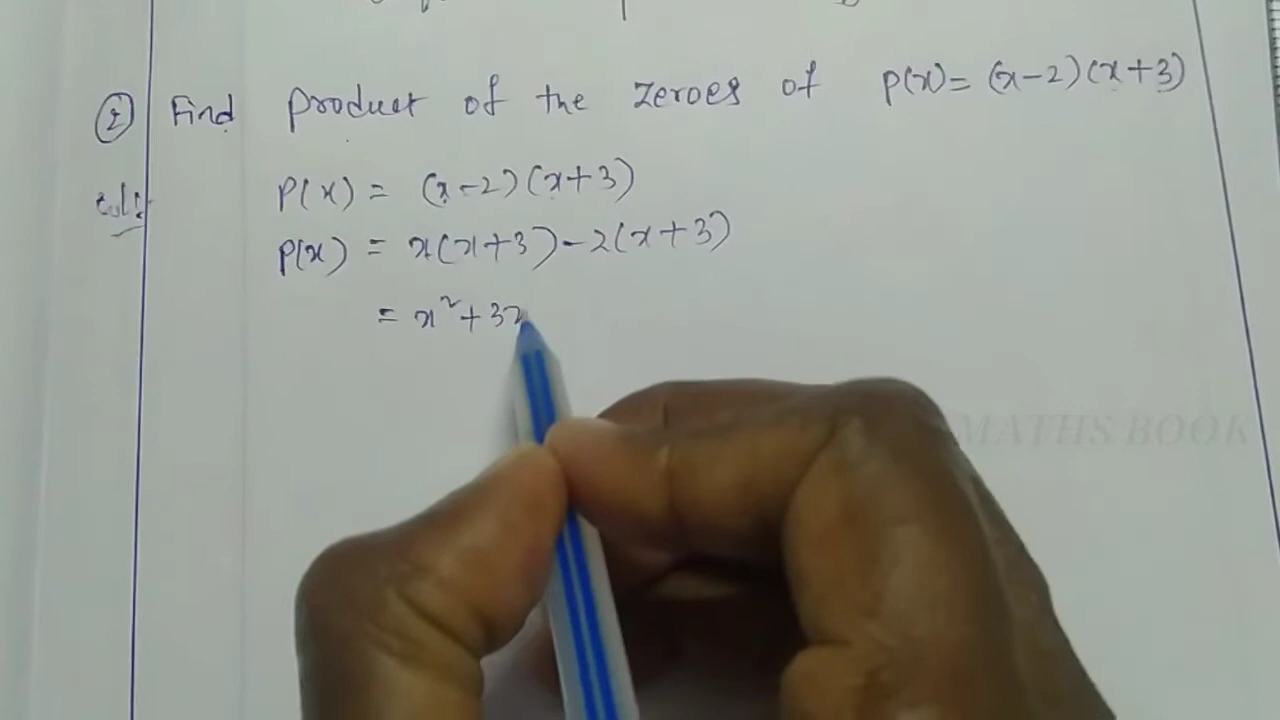 ② Find product of the zeroes of p(x)= (x-2)(x+3)
Sol:
P(x) = (x-2)(x+3)
P(x) = x(x+3)-2(x+3)
= x²+3x
MATHS BOOK